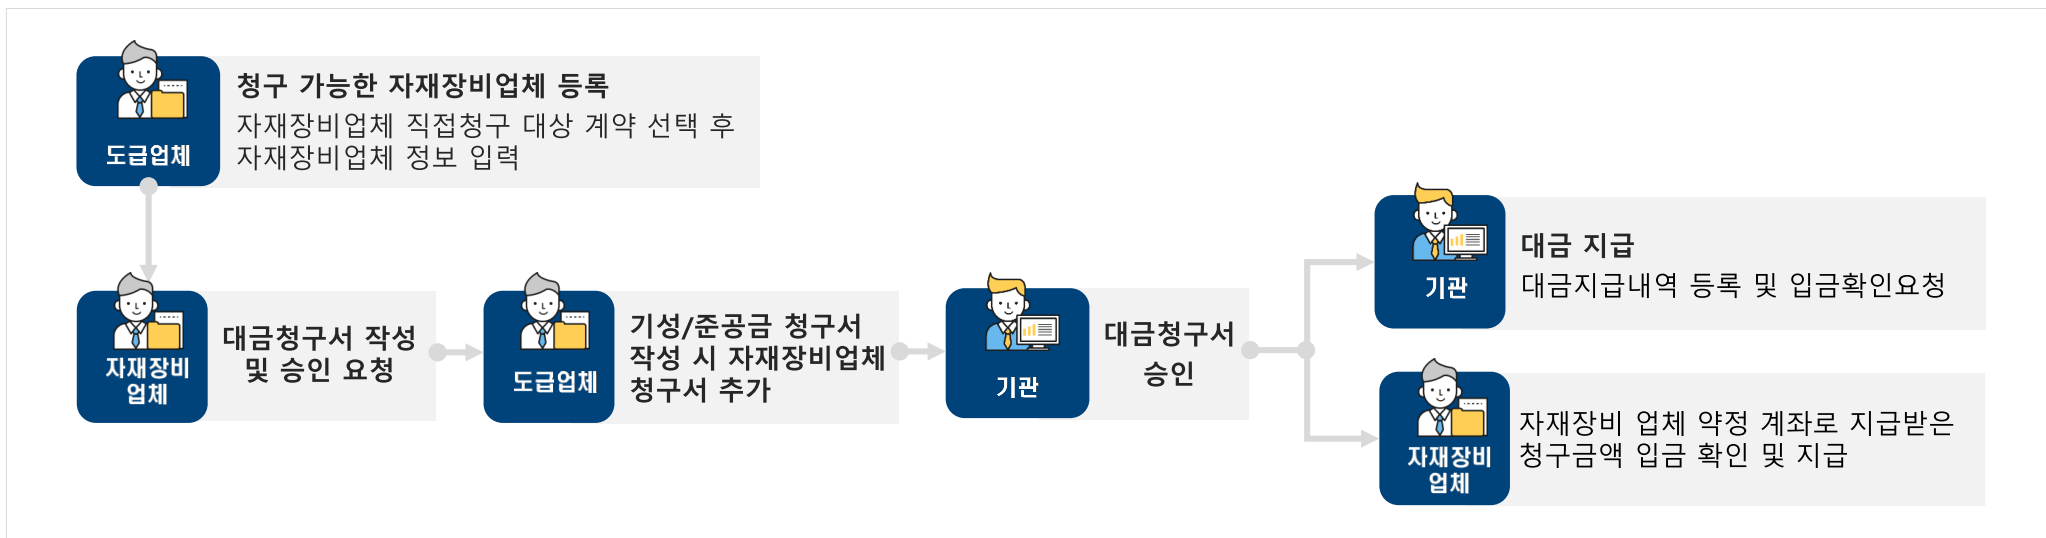 도급업체
청구 가능한 자재장비업체 등록
자재장비업체 직접청구 대상 계약 선택 후
자재장비업체 정보 입력
자재장비
업체
대금청구서 작성
및 승인 요청
도급업체
기성/준공금 청구서
작성 시 자재장비업체
청구서 추가
기관
대금청구서
승인
기관
대금 지급
대금지급내역 등록 및 입금확인요청
자재장비
업체
자재장비 업체 약정 계좌로 지급받은
청구금액 입금 확인 및 지급